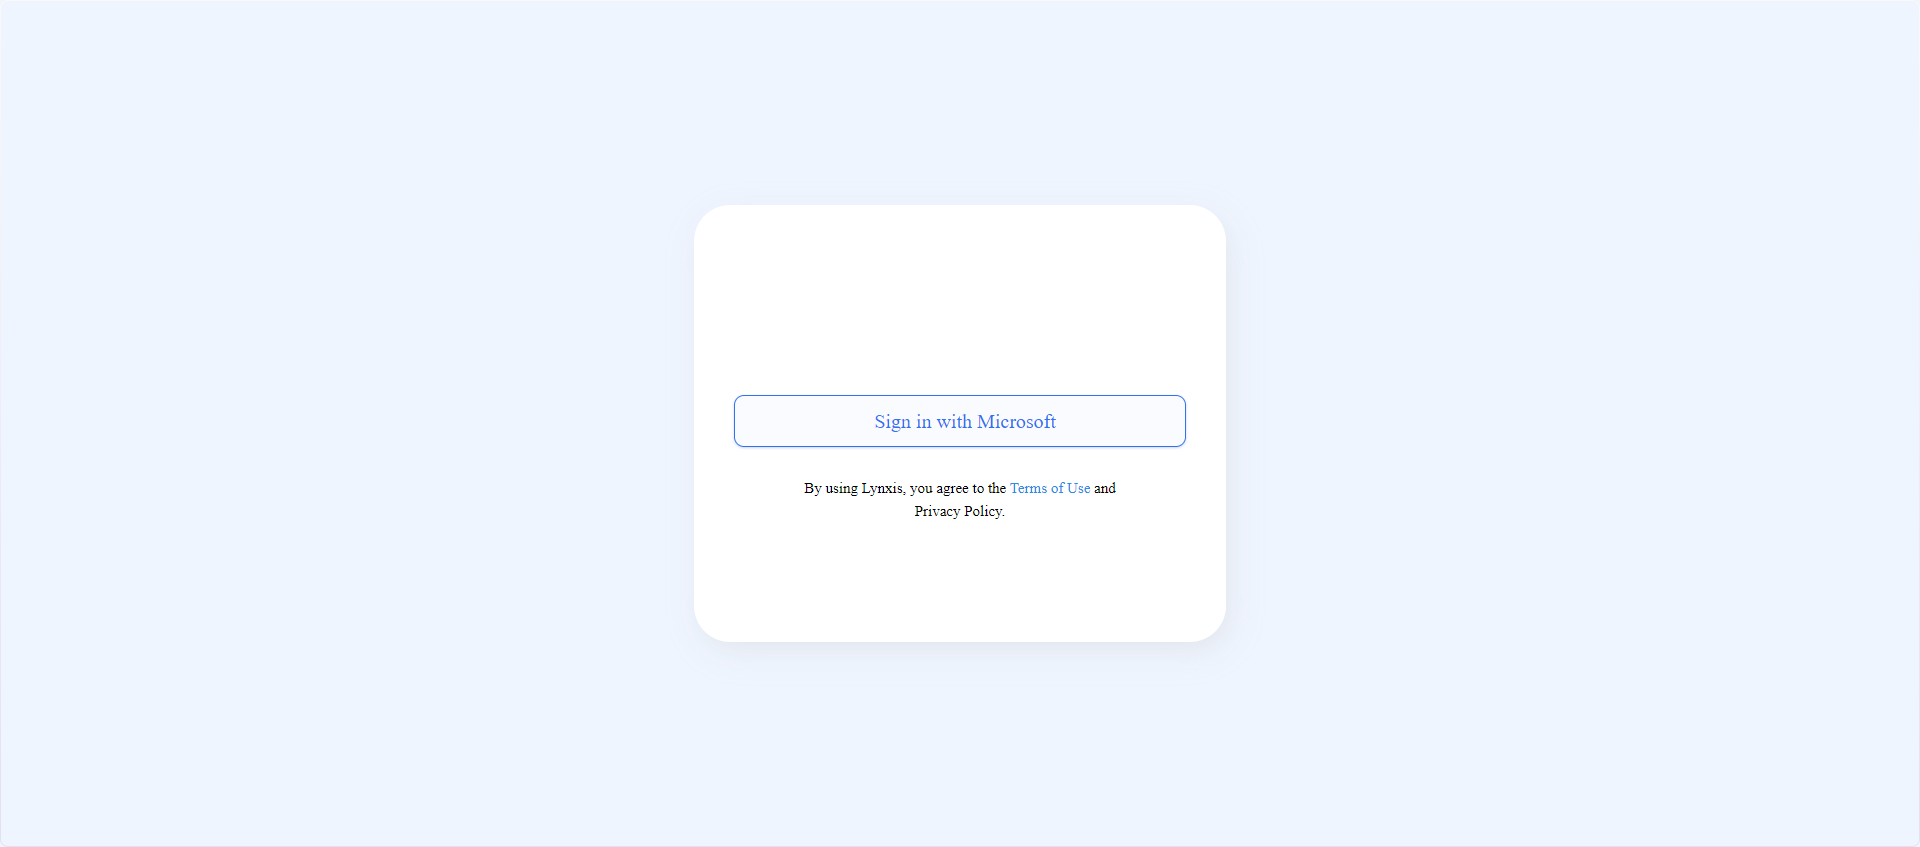 Sign in with Microsoft
By using Lynxis, you agree to the Terms of Use and
Privacy Policy.